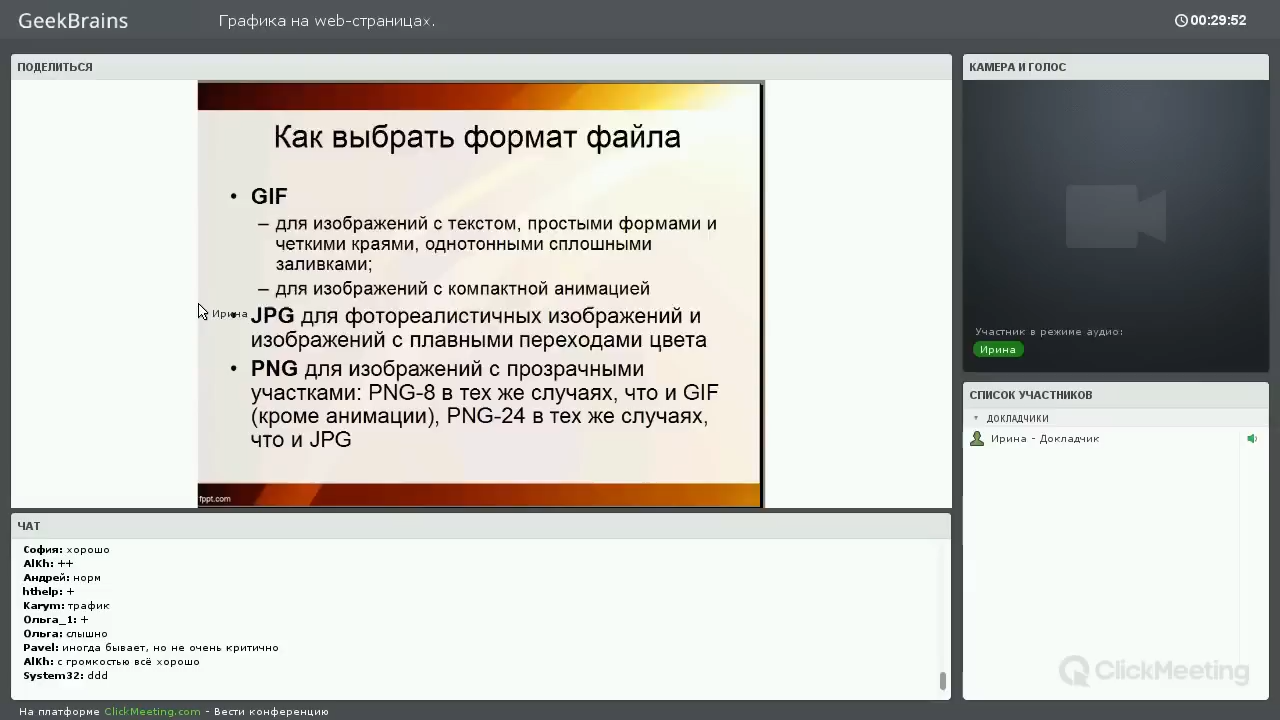 GeekBrains
Графика на web-страницах.
00:29:52
ПОДЕЛИТЬСЯ
Как выбрать формат файла
• GIF
– для изображений с текстом, простыми формами и
четкими краями, однотонными сплошными
заливками;
– для изображений с компактной анимацией
Ирина
• JPG для фотореалистичных изображений и
изображений с плавными переходами цвета
• PNG для изображений с прозрачными
участками: PNG-8 в тех же случаях, что и GIF
(кроме анимации), PNG-24 в тех же случаях,
что и JPG
fppt.com
КАМЕРА И ГОЛОС
Участник в режиме аудио:
Ирина
СПИСОК УЧАСТНИКОВ
ДОКЛАДЧИКИ
Ирина - Докладчик
ЧАТ
София: хорошо
AlKh: ++
Андрей: норм
hthelp: +
Karym: трафик
Ольга_1: +
Ольга: слышно
Pavel: иногда бывает, но не очень критично
AlKh: с громкостью всё хорошо
System32: ddd
ClickMeeting
На платформе ClickMeeting.com - Вести конференцию